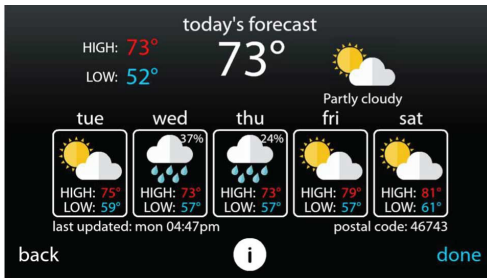 today's forecast
HIGH: 73° 73°
LOW: 52°
Partly cloudy
tue wed thu fri sat
37% 24%
HIGH: 75° HIGH: 73° HIGH: 73° HIGH: 79° HIGH: 81°
LOW: 59° LOW: 57° LOW: 57° LOW: 57° LOW: 61°
last updated: mon 04:47pm postal code: 46743
back i done